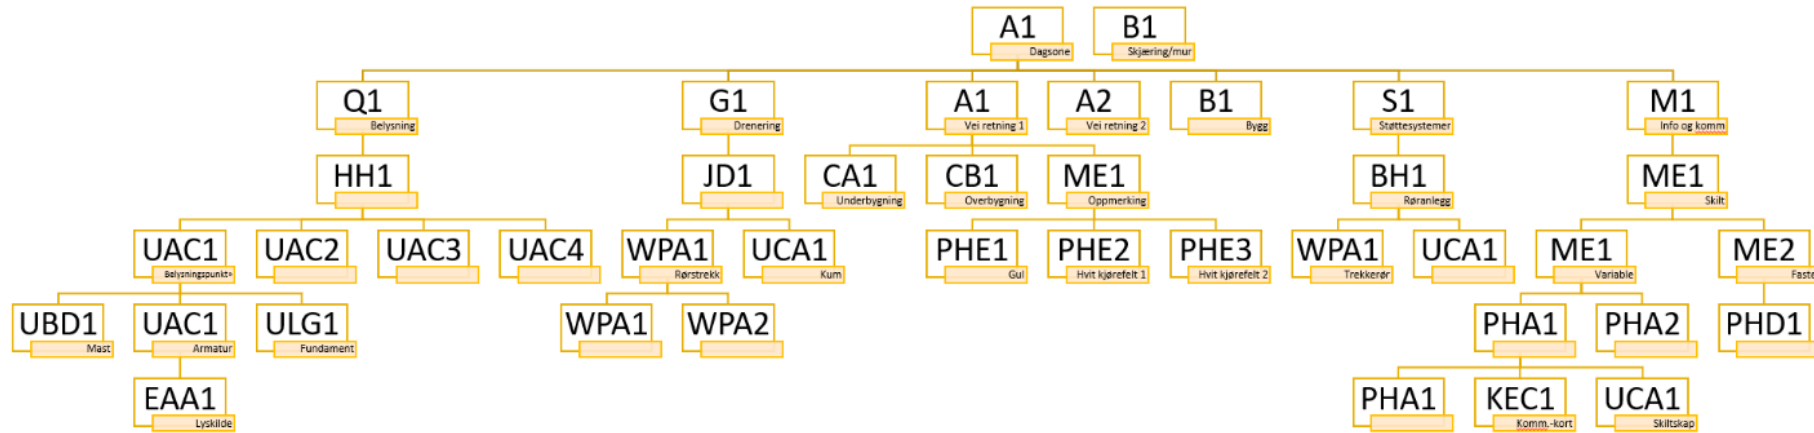 A1
Dagsone
B1
Skjæring/mur
Q1
Belysning
G1
Drenering
A1
Vei retning 1
A2
Vei retning 2
B1
Bygg
S1
Støttesystemer
M1
Info og komm
HH1
JD1
CA1
Underbygning
CB1
Overbygning
ME1
Oppmerking
BH1
Røranlegg
ME1
Skilt
UAC1
Belysningspunkt+
UAC2
UAC3
UAC4
WPA1
Rørstrekk
UCA1
Kum
PHE1
Gul
PHE2
Hvit kjørefelt 1
PHE3
Hvit kjørefelt 2
WPA1
Trekkerør
UCA1
ME1
Variable
ME2
Faste
UBD1
Mast
UAC1
Armatur
ULG1
Fundament
WPA1
WPA2
PHA1
PHA2
PHD1
EAA1
Lyskilde
PHA1
KEC1
Komm.-kort
UCA1
Skiltskap